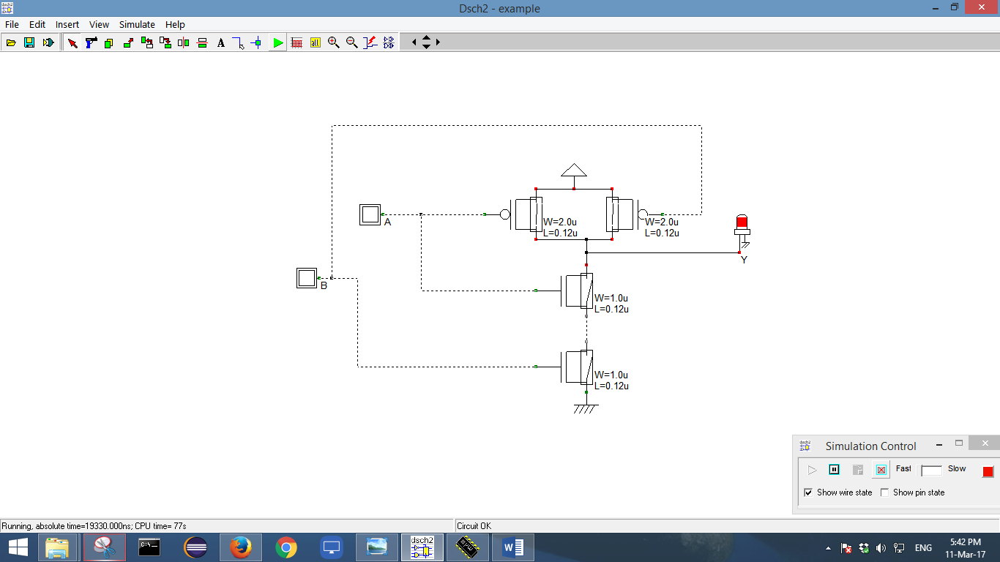 Dsch2 - example
File Edit Insert View Simulate Help
A
W=2.0u
L=0.12u
W=2.0u
L=0.12u
A
Y
B
W=1.0u
L=0.12u
W=1.0u
L=0.12u
dsch2
Simulation Control
Fast Slow
Show wire state Show pin state
Running, absolute time=19330.000ns; CPU time= 77s
Circuit OK
C:\>_
dsch2
W
ENG
5:42 PM
11-Mar-17